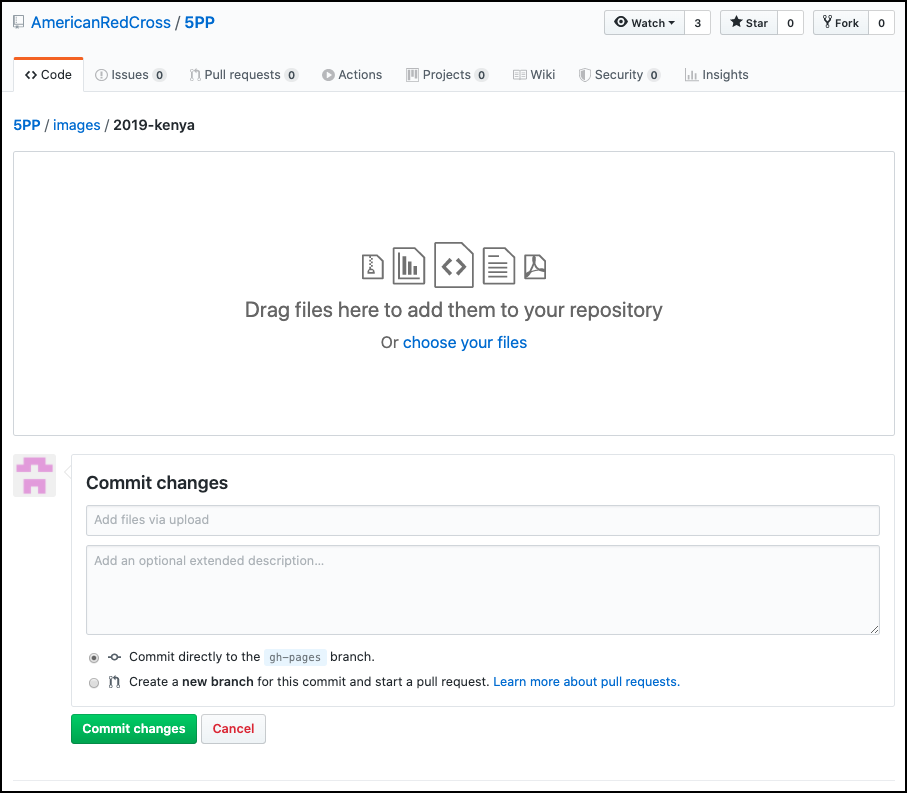 AmericanRedCross / 5PP
Watch 3 Star 0 Fork 0
Code Issues 0 Pull requests 0 Actions Projects 0 Wiki Security 0 Insights
5PP / images / 2019-kenya
Drag files here to add them to your repository
Or choose your files
Commit changes
Add files via upload
Add an optional extended description...
Commit directly to the gh-pages branch.
Create a new branch for this commit and start a pull request. Learn more about pull requests.
Commit changes Cancel